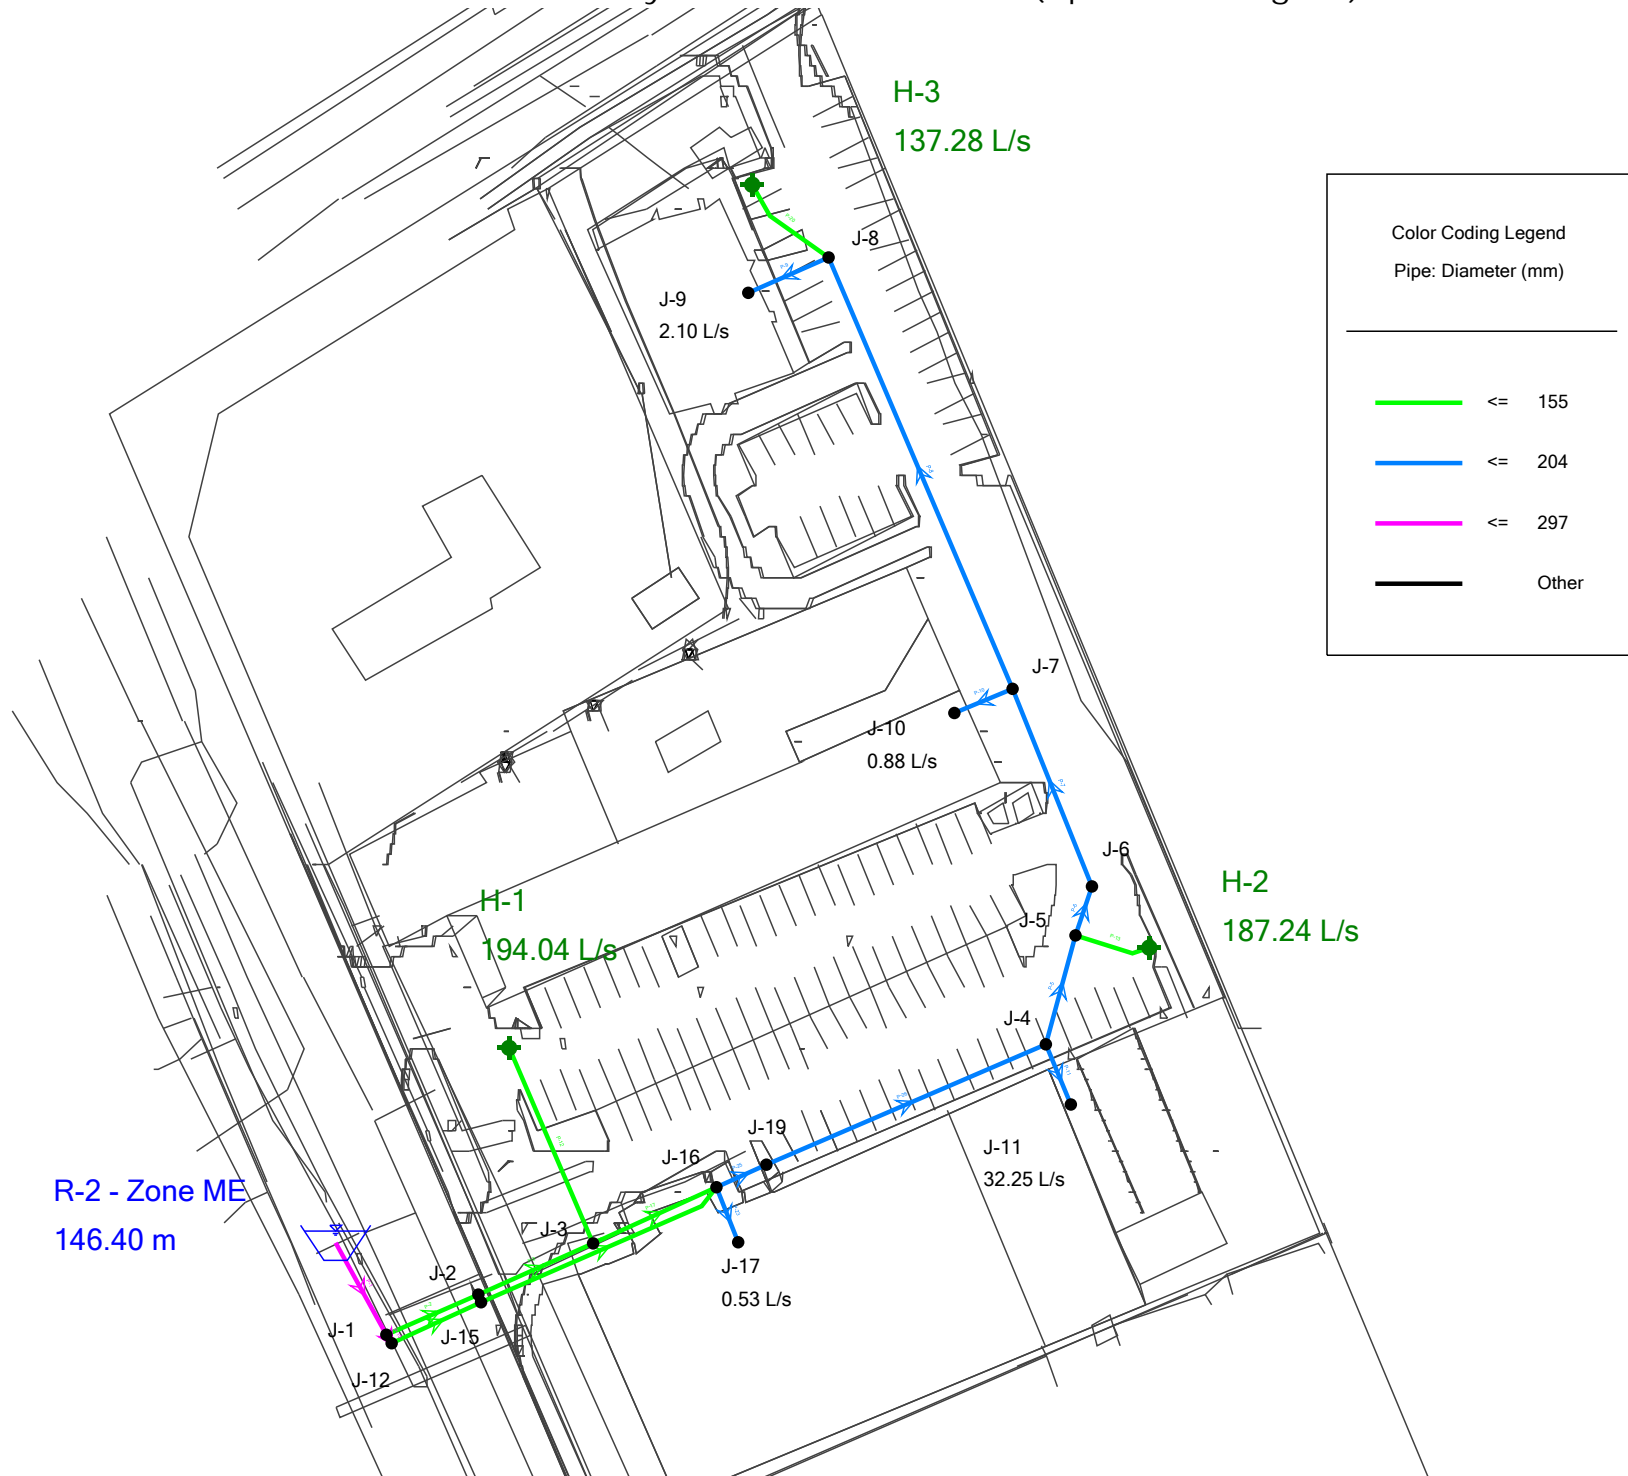 H-3
137.28 L/s
J-8
J-9
2.10 L/s
Color Coding Legend
Pipe: Diameter (mm)
<= 155
<= 204
<= 297
Other
J-7
J-10
0.88 L/s
J-6
H-2
187.24 L/s
J-5
H-1
194.04 L/s
J-4
J-19
J-16
J-11
32.25 L/s
R-2 - Zone ME
146.40 m
J-3
J-2
J-17
0.53 L/s
J-1
J-15
J-12